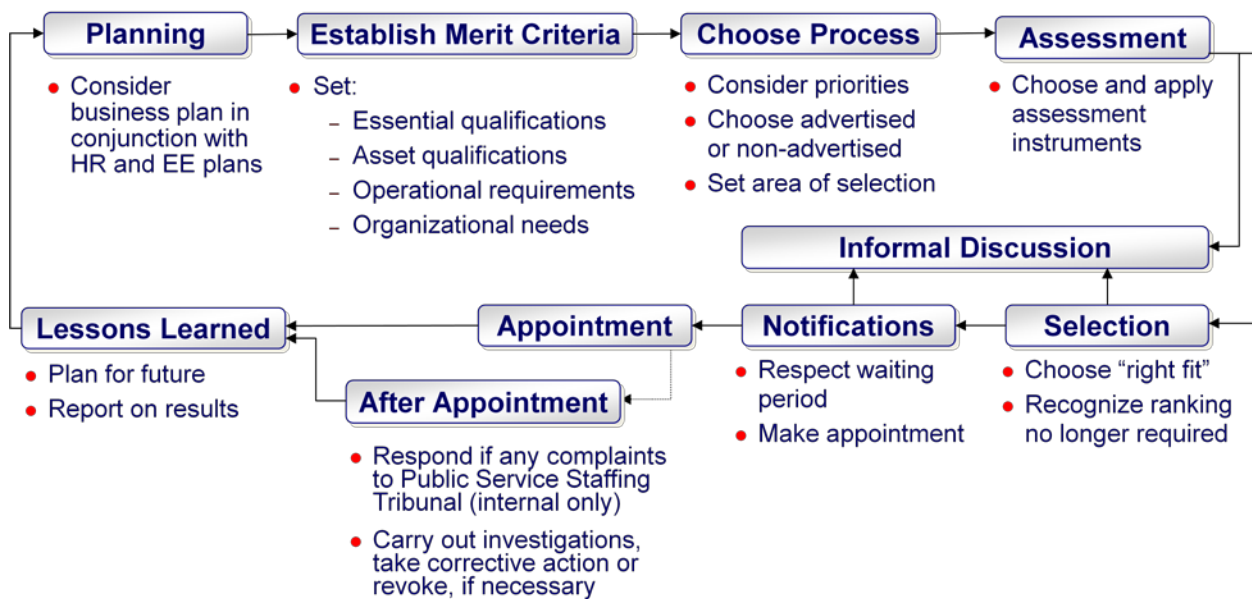 Planning
• Consider
business plan in
conjunction with
HR and EE plans
Establish Merit Criteria
• Set:
– Essential qualifications
– Asset qualifications
– Operational requirements
– Organizational needs
Choose Process
• Consider priorities
• Choose advertised
or non-advertised
• Set area of selection
Assessment
• Choose and apply
assessment
instruments
Informal Discussion
Selection
• Choose “right fit”
• Recognize ranking
no longer required
Notifications
• Respect waiting
period
• Make appointment
Appointment
After Appointment
• Respond if any complaints
to Public Service Staffing
Tribunal (internal only)
• Carry out investigations,
take corrective action or
revoke, if necessary
Lessons Learned
• Plan for future
• Report on results